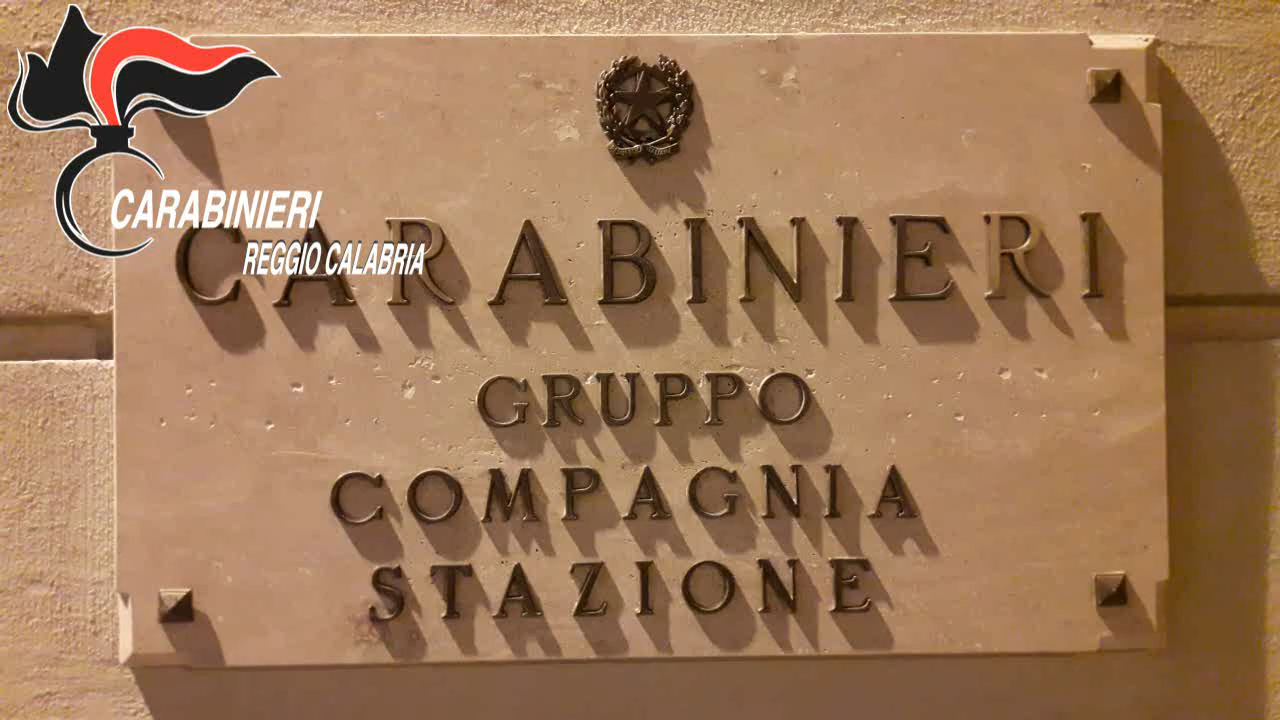 CARABINIERI
REGGIO CALABRIA
CARABINIERI
GRUPPO
COMPAGNIA
STAZIONE